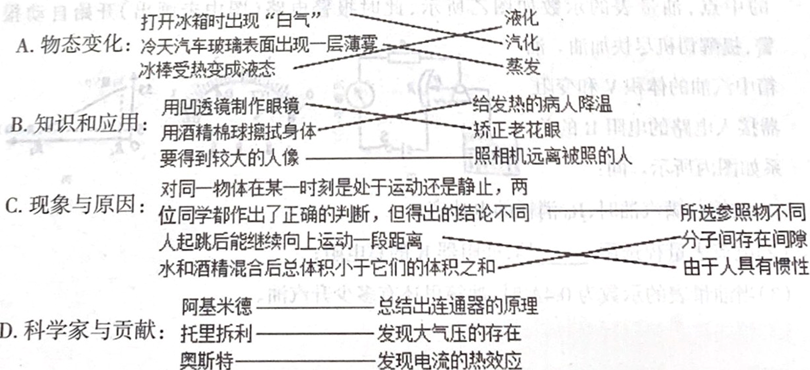 打开冰箱时出现“白气”
液化
A. 物态变化：冷天汽车玻璃表面出现一层薄雾
汽化
冰棒受热变成液态
蒸发
用凹透镜制作眼镜
给发热的病人降温
B. 知识和应用：用酒精棉球擦拭身体
矫正老花眼
要得到较大的人像
照相机远离被照的人
对同一物体在某一时刻是处于运动还是静止，两
C. 现象与原因：位同学都作出了正确的判断，但得出的结论不同
所选参照物不同
人起跳后能继续向上运动一段距离
分子间存在间隙
水和酒精混合后总体积小于它们的体积之和
由于人具有惯性
阿基米德
总结出连通器的原理
D. 科学家与贡献：托里拆利
发现大气压的存在
奥斯特
发现电流的热效应